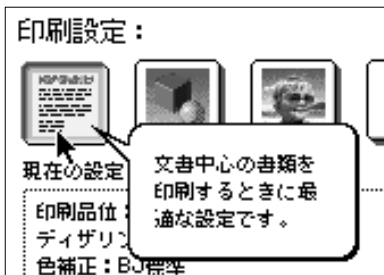 印刷設定：
文書中心の書類を
印刷するときに最
適な設定です。
現在の設定
印刷品位：
ディザリン
色補正：BJ標準